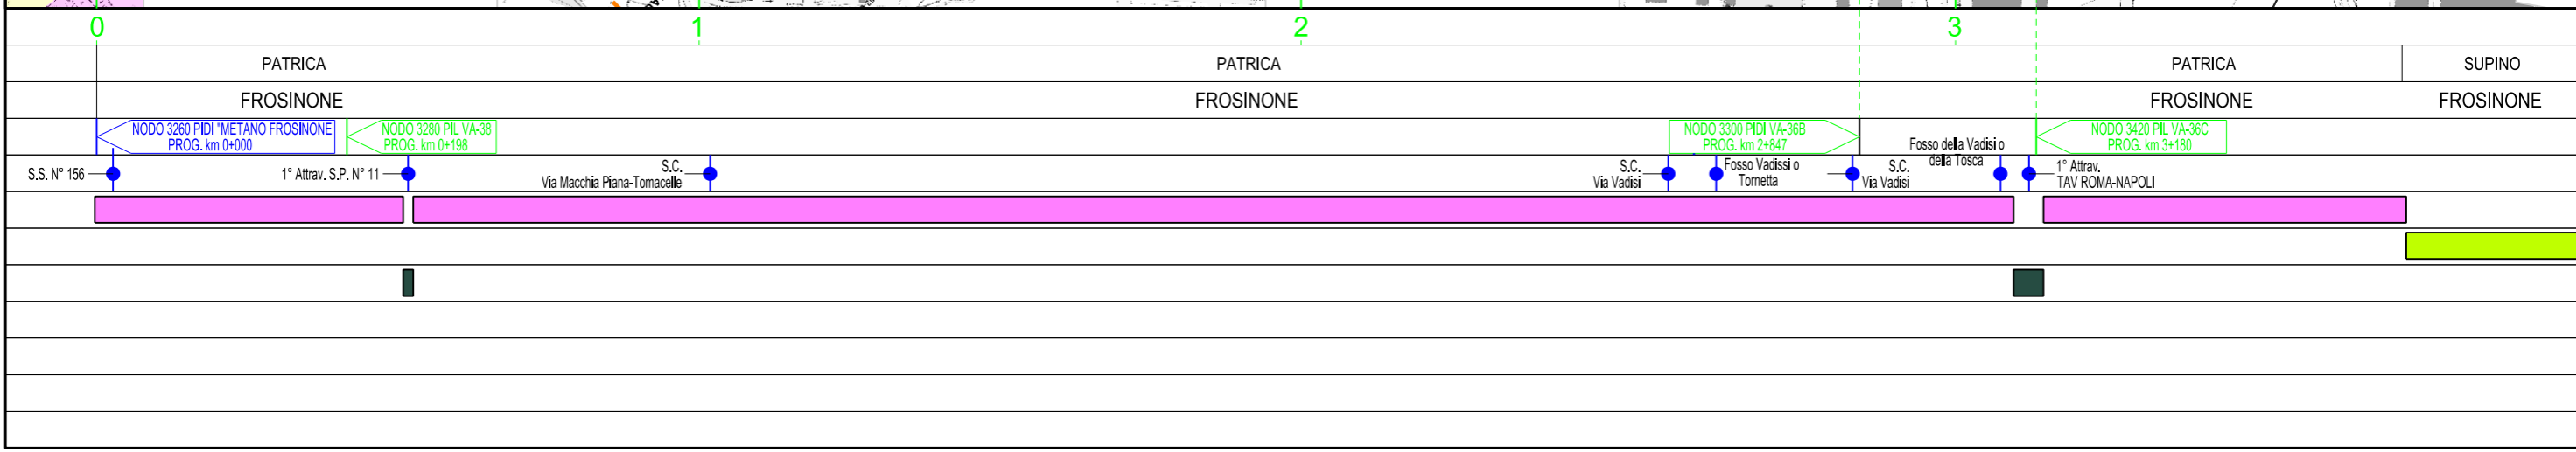 0 1 2 3
PATRICA PATRICA PATRICA SUPINO
FROSINONE FROSINONE FROSINONE FROSINONE
NODO 3260 PIDI "METANO FROSINONE
PROG. km 0+000
NODO 3280 PIL VA-38
PROG. km 0+198
NODO 3300 PIDI VA-36B
PROG. km 2+847
NODO 3420 PIL VA-36C
PROG. km 3+180
S.S. N° 156
1° Attrav. S.P. N° 11
S.C.
Via Macchia Piana-Tomacelle
S.C.
Via Vadisi
Fosso Vadissi o
Tornetta
S.C.
Via Vadisi
Fosso della Vadisi o
della Tosca
1° Attrav.
TAV ROMA-NAPOLI